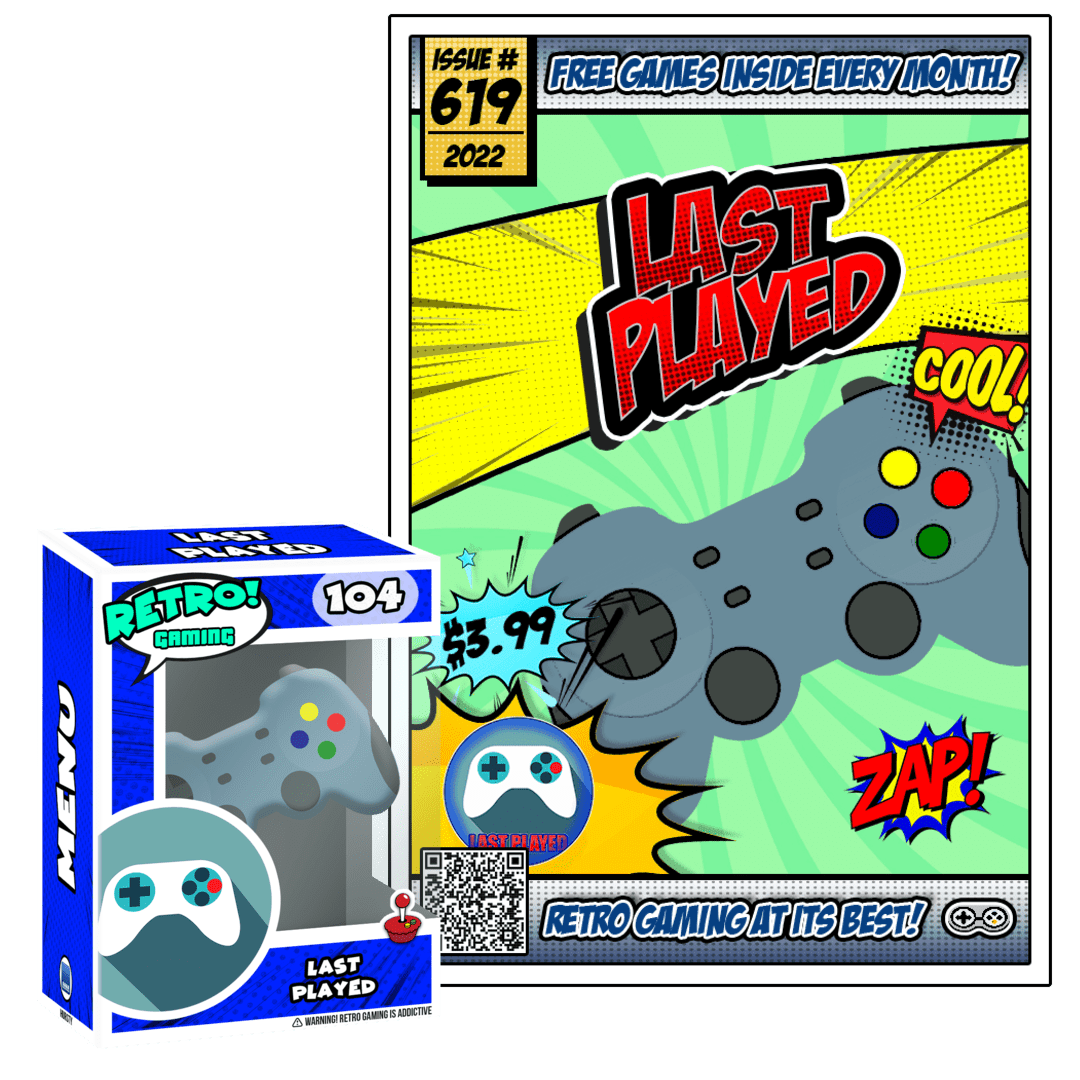 ISSUE #
619
2022
FREE GAMES INSIDE EVERY MONTH!
LAST
PLAYED
COOL!
$3.99
ZAP!
LAST PLAYED
RETRO GAMING AT ITS BEST!
LAST
PLAYED
RETRO!
GAMING
104
MENU
LAST
PLAYED
WARNING! RETRO GAMING IS ADDICTIVE
HURSTY